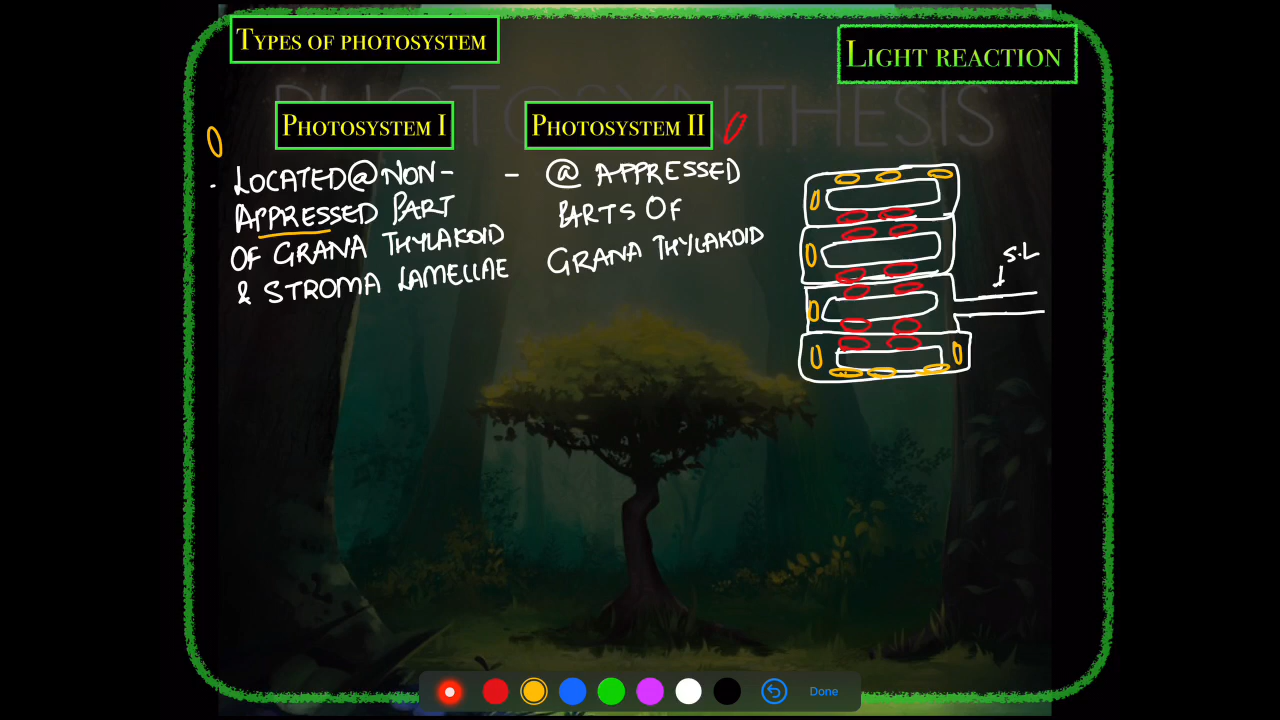 TYPES OF PHOTOSYSTEM
LIGHT REACTION
PHOTOSYNTHESIS
PHOTOSYSTEM I
PHOTOSYSTEM II
· LOCATED @ NON-
APPRESSED PART
OF GRANA THYLAKOID
& STROMA LAMELLAE
- @ APPRESSED
PARTS OF
GRANA THYLAKOID
S.L
Done